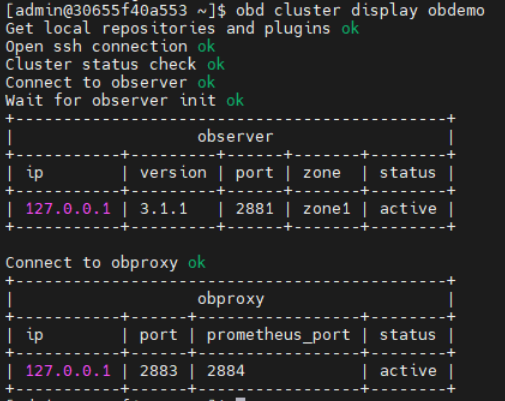 [admin@30655f40a553 ~]$ obd cluster display obdemo
Get local repositories and plugins ok
Open ssh connection ok
Cluster status check ok
Connect to observer ok
Wait for observer init ok
+---------------------------------------------+
|                   observer                  |
+-----------+---------+------+-------+--------+
| ip        | version | port | zone  | status |
+-----------+---------+------+-------+--------+
| 127.0.0.1 | 3.1.1   | 2881 | zone1 | active |
+-----------+---------+------+-------+--------+

Connect to obproxy ok
+---------------------------------------------+
|                   obproxy                   |
+-----------+------+-----------------+--------+
| ip        | port | prometheus_port | status |
+-----------+------+-----------------+--------+
| 127.0.0.1 | 2883 | 2884            | active |
+-----------+------+-----------------+--------+